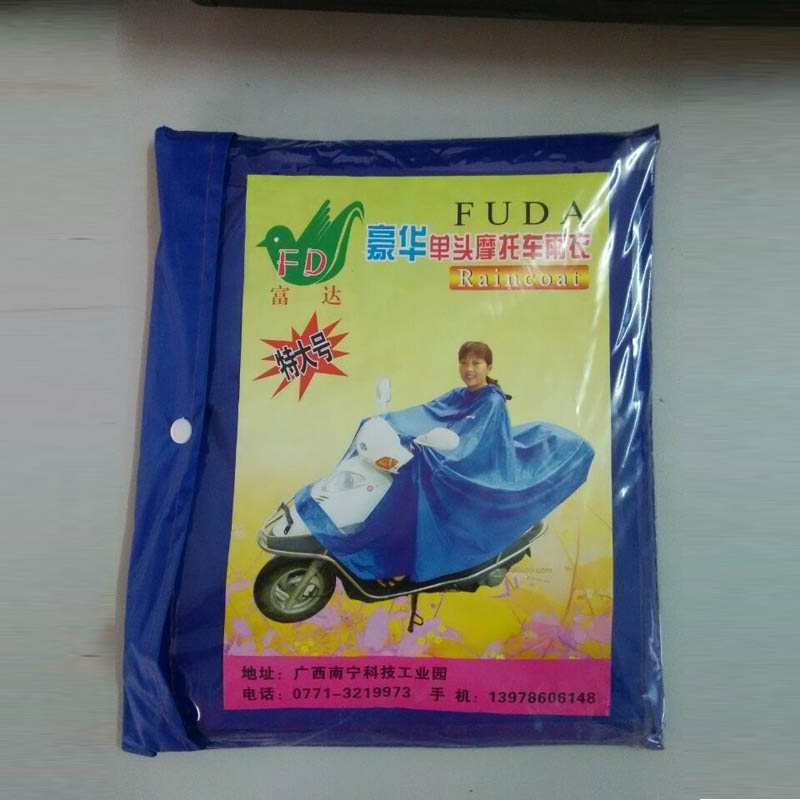 FUDA
豪华单头摩托车雨衣
Raincoat
FD
富 达
特大号
地址：广西南宁科技工业园
电话：0771-3219973 手 机：13978606148